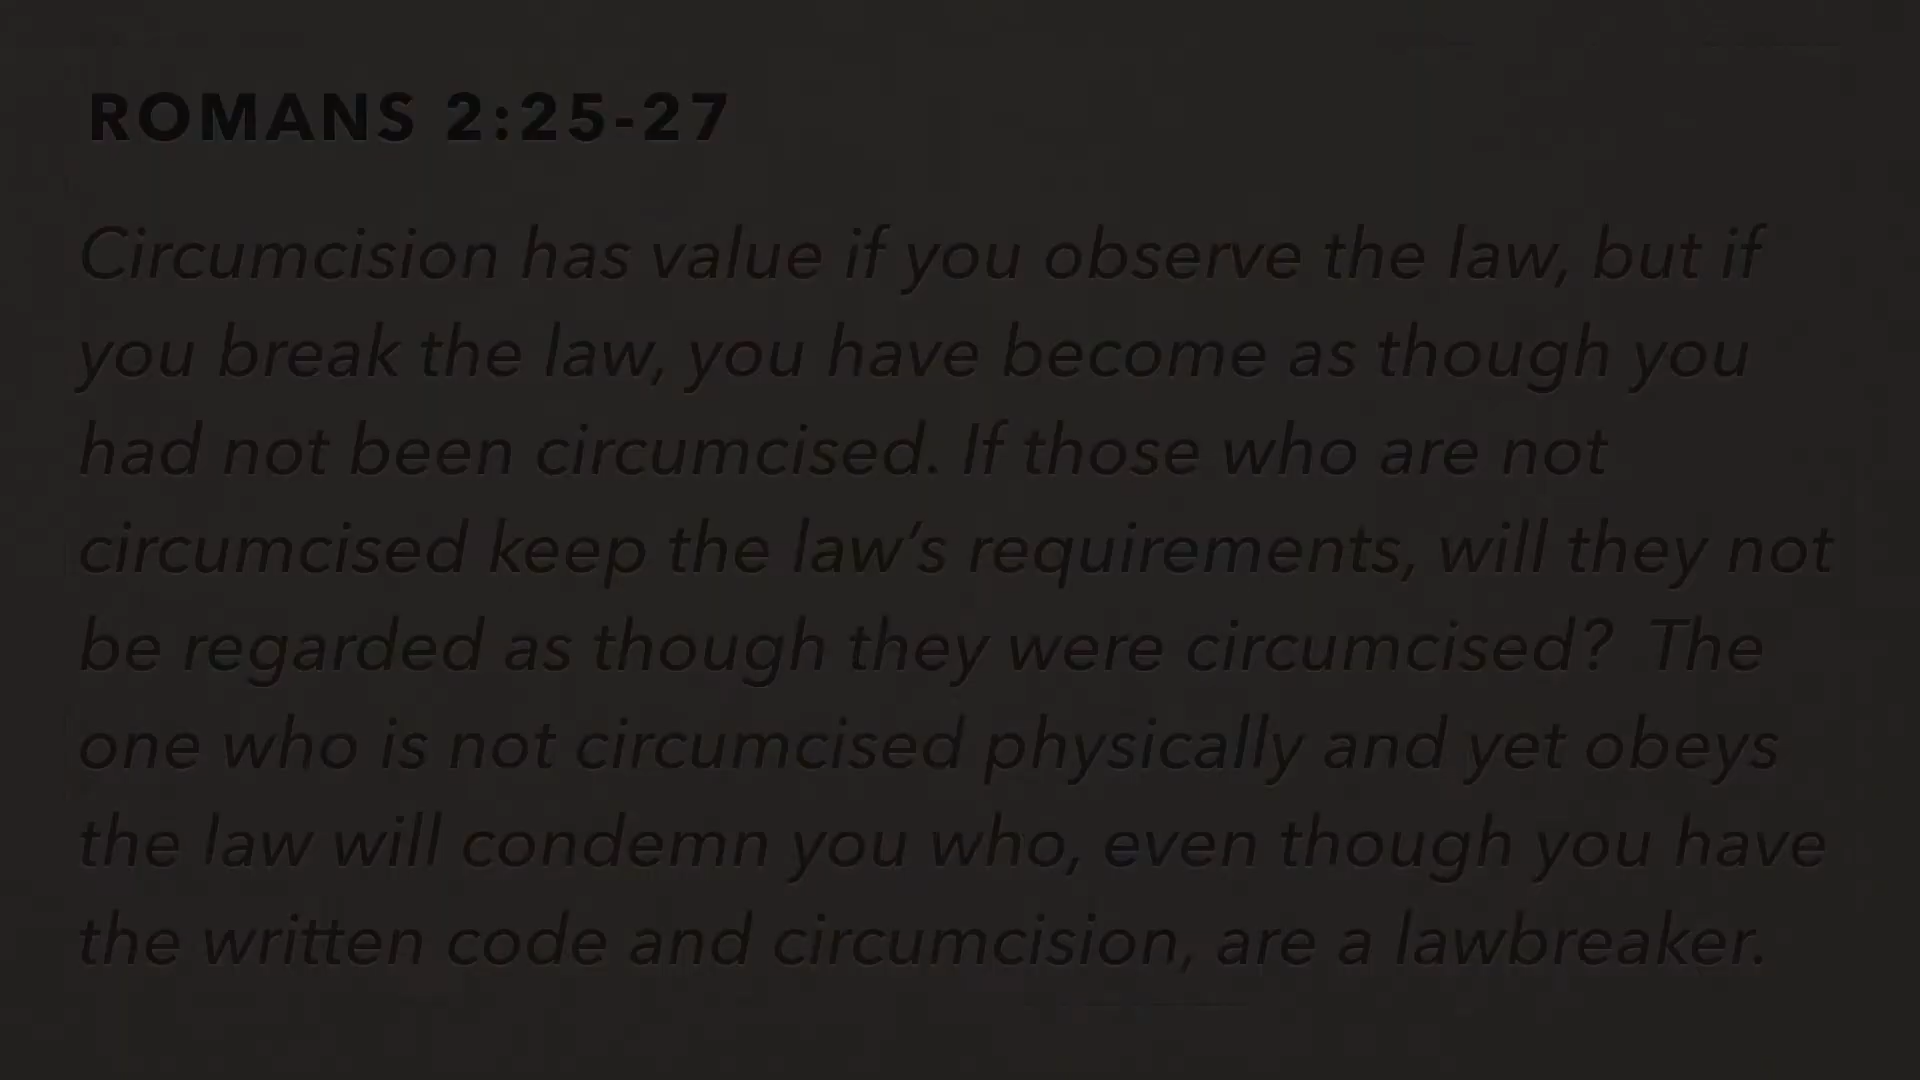 ROMANS 2:25-27
Circumcision has value if you observe the law, but if
you break the law, you have become as though you
had not been circumcised. If those who are not
circumcised keep the law’s requirements, will they not
be regarded as though they were circumcised?  The
one who is not circumcised physically and yet obeys
the law will condemn you who, even though you have
the written code and circumcision, are a lawbreaker.